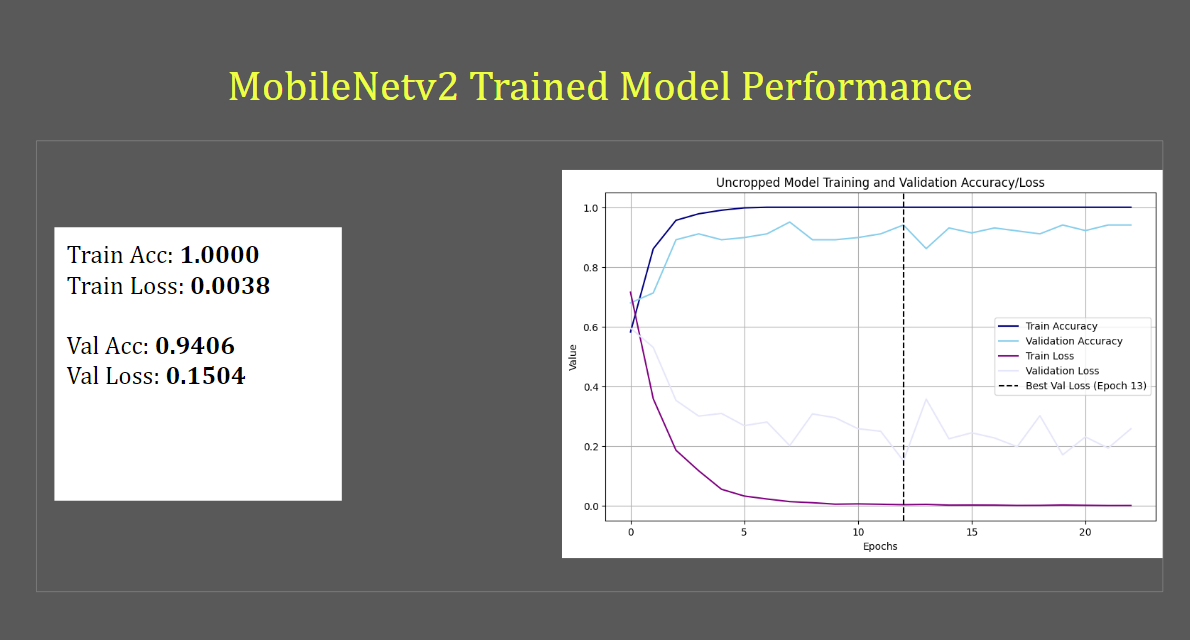 MobileNetv2 Trained Model Performance
Train Acc: 1.0000
Train Loss: 0.0038
Val Acc: 0.9406
Val Loss: 0.1504
Uncropped Model Training and Validation Accuracy/Loss
1.0
0.8
0.6
0.4
0.2
0.0
Value
Train Accuracy
Validation Accuracy
Train Loss
Validation Loss
Best Val Loss (Epoch 13)
0 5 10 15 20
Epochs